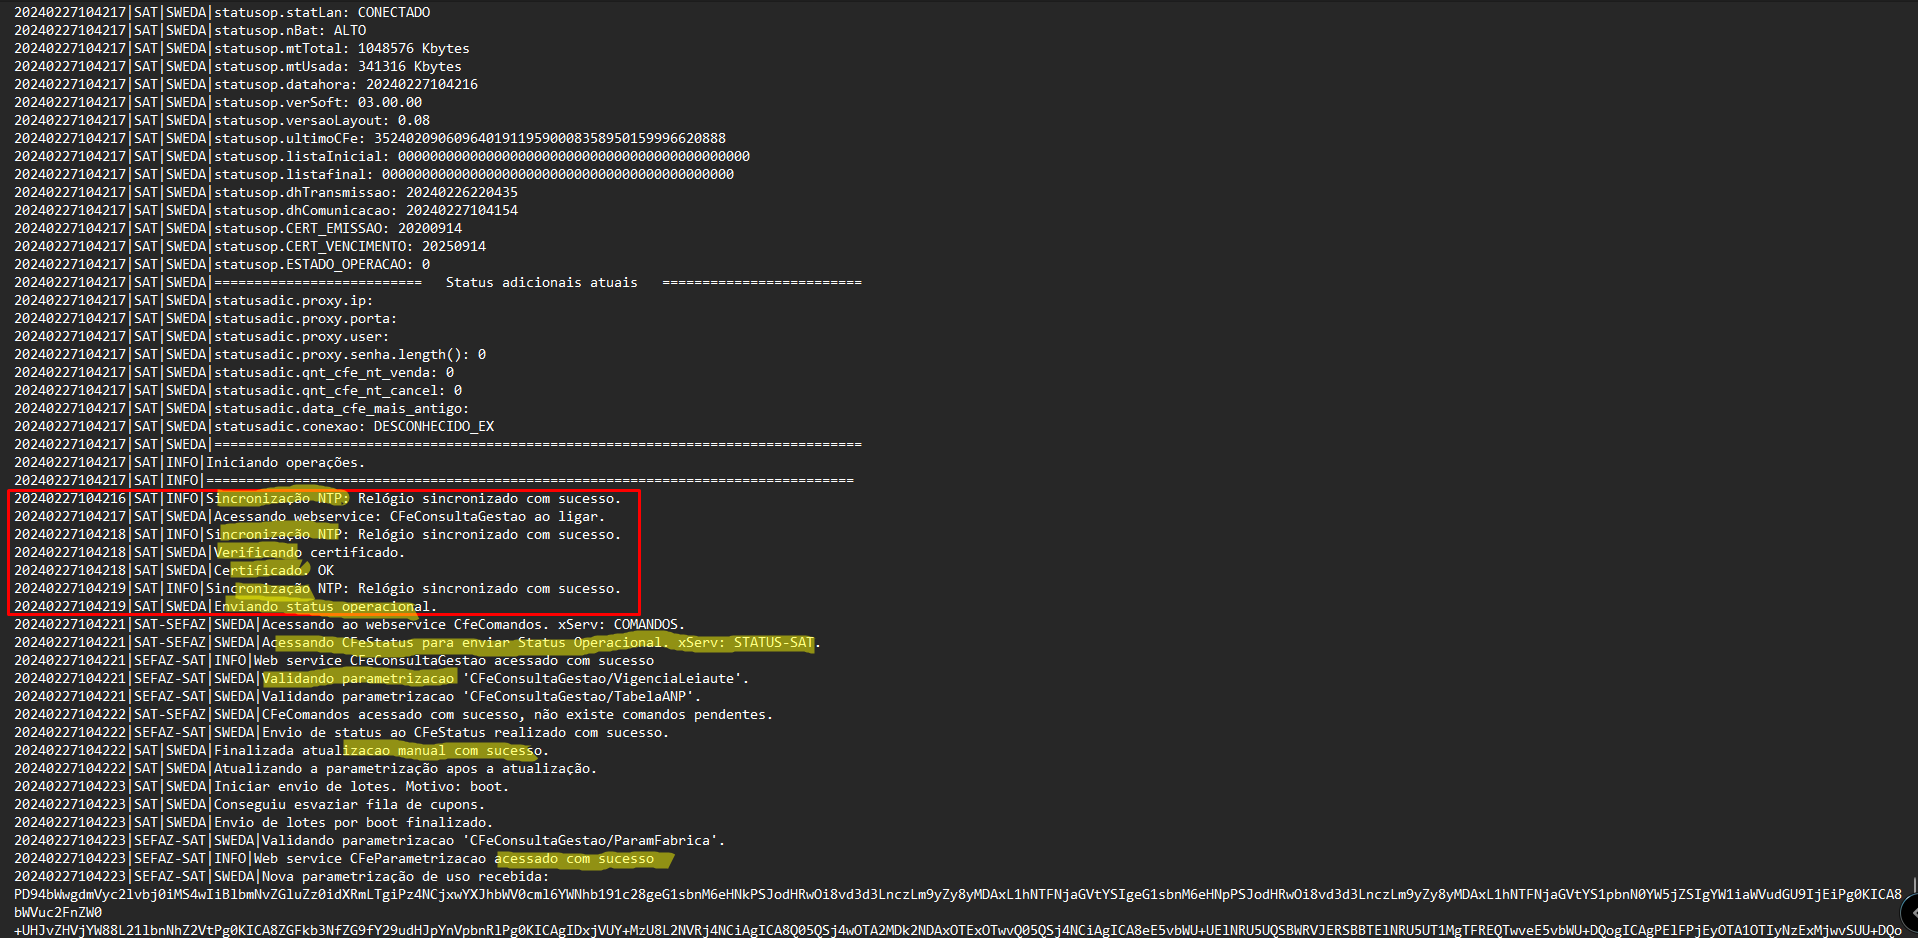 20240227104217|SAT|SWEDA|statusop.statLan: CONECTADO
20240227104217|SAT|SWEDA|statusop.nBat: ALTO
20240227104217|SAT|SWEDA|statusop.mtTotal: 1048576 Kbytes
20240227104217|SAT|SWEDA|statusop.mtUsada: 341316 Kbytes
20240227104217|SAT|SWEDA|statusop.datahora: 20240227104216
20240227104217|SAT|SWEDA|statusop.verSoft: 03.00.00
20240227104217|SAT|SWEDA|statusop.versaoLayout: 0.08
20240227104217|SAT|SWEDA|statusop.ultimoCFe: 35240209060964019119590008358950159996620888
20240227104217|SAT|SWEDA|statusop.listaInicial: 00000000000000000000000000000000000000000000
20240227104217|SAT|SWEDA|statusop.listafinal: 00000000000000000000000000000000000000000000
20240227104217|SAT|SWEDA|statusop.dhTransmissao: 20240226220435
20240227104217|SAT|SWEDA|statusop.dhComunicacao: 20240227104154
20240227104217|SAT|SWEDA|statusop.CERT_EMISSAO: 20200914
20240227104217|SAT|SWEDA|statusop.CERT_VENCIMENTO: 20250914
20240227104217|SAT|SWEDA|statusop.ESTADO_OPERACAO: 0
20240227104217|SAT|SWEDA|==========================   Status adicionais atuais   =========================
20240227104217|SAT|SWEDA|statusadic.proxy.ip:
20240227104217|SAT|SWEDA|statusadic.proxy.porta:
20240227104217|SAT|SWEDA|statusadic.proxy.user:
20240227104217|SAT|SWEDA|statusadic.proxy.senha.length(): 0
20240227104217|SAT|SWEDA|statusadic.qnt_cfe_nt_venda: 0
20240227104217|SAT|SWEDA|statusadic.qnt_cfe_nt_cancel: 0
20240227104217|SAT|SWEDA|statusadic.data_cfe_mais_antigo:
20240227104217|SAT|SWEDA|statusadic.conexao: DESCONHECIDO_EX
20240227104217|SAT|SWEDA|=================================================================================
20240227104217|SAT|INFO|Iniciando operações.
20240227104217|SAT|INFO|=================================================================================
20240227104216|SAT|INFO|Sincronização NTP: Relógio sincronizado com sucesso.
20240227104217|SAT|SWEDA|Acessando webservice: CFeConsultaGestao ao ligar.
20240227104218|SAT|INFO|Sincronização NTP: Relógio sincronizado com sucesso.
20240227104218|SAT|SWEDA|Verificando certificado.
20240227104218|SAT|SWEDA|Certificado. OK
20240227104219|SAT|INFO|Sincronização NTP: Relógio sincronizado com sucesso.
20240227104219|SAT|SWEDA|Enviando status operacional.
20240227104221|SAT-SEFAZ|SWEDA|Acessando ao webservice CfeComandos. xServ: COMANDOS.
20240227104221|SAT-SEFAZ|SWEDA|Acessando CFeStatus para enviar Status Operacional. xServ: STATUS-SAT.
20240227104221|SEFAZ-SAT|INFO|Web service CFeConsultaGestao acessado com sucesso
20240227104221|SEFAZ-SAT|SWEDA|Validando parametrizacao 'CFeConsultaGestao/VigenciaLeiaute'.
20240227104221|SEFAZ-SAT|SWEDA|Validando parametrizacao 'CFeConsultaGestao/TabelaANP'.
20240227104222|SAT-SEFAZ|SWEDA|CFeComandos acessado com sucesso, não existe comandos pendentes.
20240227104222|SEFAZ-SAT|SWEDA|Envio de status ao CFeStatus realizado com sucesso.
20240227104222|SAT|SWEDA|Finalizada atualizacao manual com sucesso.
20240227104222|SAT|SWEDA|Atualizando a parametrização apos a atualização.
20240227104223|SAT|SWEDA|Iniciar envio de lotes. Motivo: boot.
20240227104223|SAT|SWEDA|Conseguiu esvaziar fila de cupons.
20240227104223|SAT|SWEDA|Envio de lotes por boot finalizado.
20240227104223|SEFAZ-SAT|SWEDA|Validando parametrizacao 'CFeConsultaGestao/ParamFabrica'.
20240227104223|SEFAZ-SAT|INFO|Web service CFeParametrizacao acessado com sucesso
20240227104223|SEFAZ-SAT|SWEDA|Nova parametrização de uso recebida:
bWVuc2FnZW0